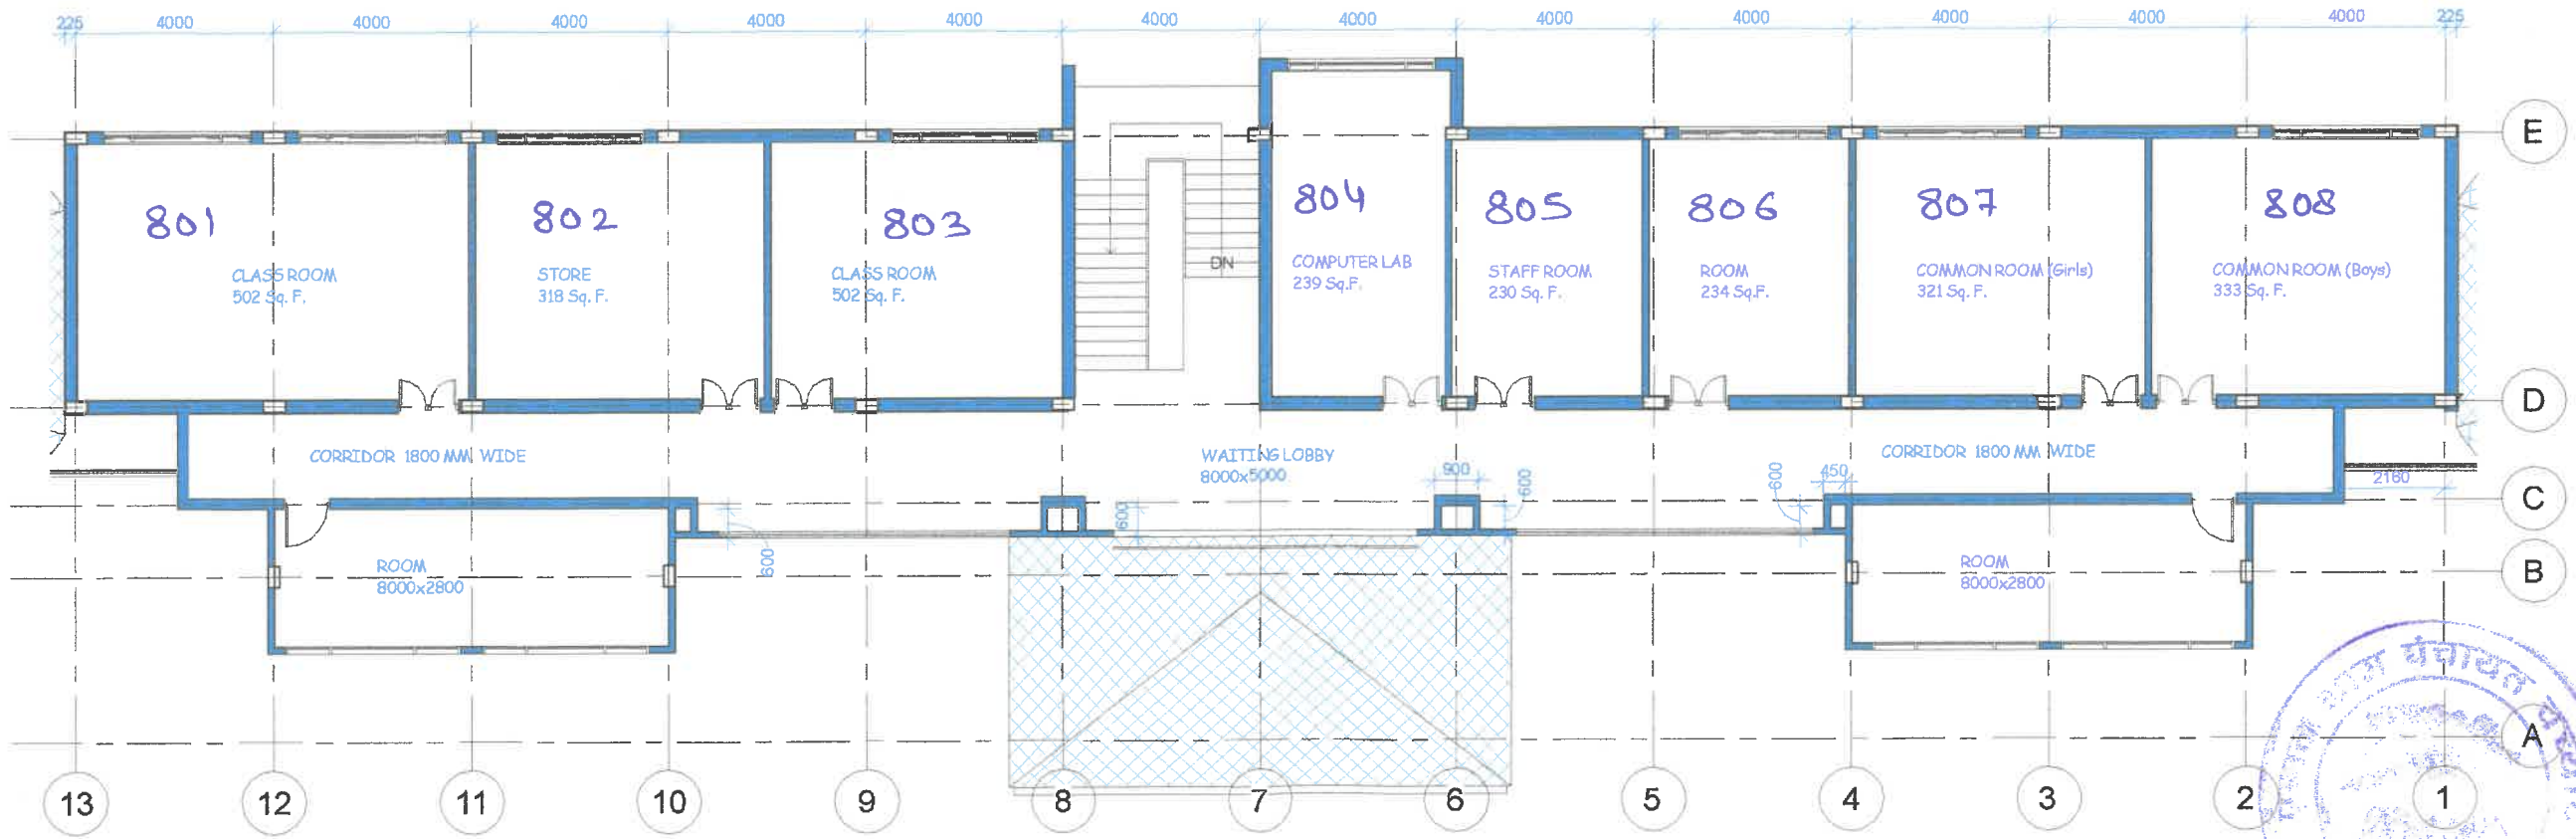 225 4000 4000 4000 4000 4000 4000 4000 4000 4000 4000 4000 4000 225
E
801
802
803
804
805
806
807
808
CLASS ROOM
502 Sq. F.
STORE
318 Sq. F.
CLASS ROOM
502 Sq. F.
DN
COMPUTER LAB
239 Sq.F.
STAFF ROOM
230 Sq. F.
ROOM
234 Sq.F.
COMMON ROOM (Girls)
321 Sq. F.
COMMON ROOM (Boys)
333 Sq. F.
D
CORRIDOR 1800 MM WIDE
WAITING LOBBY
8000x5000
CORRIDOR 1800 MM WIDE
900
600
600
450
600
2160
C
600
ROOM
8000x2800
ROOM
8000x2800
B
पंचायत
A
13 12 11 10 9 8 7 6 5 4 3 2 1